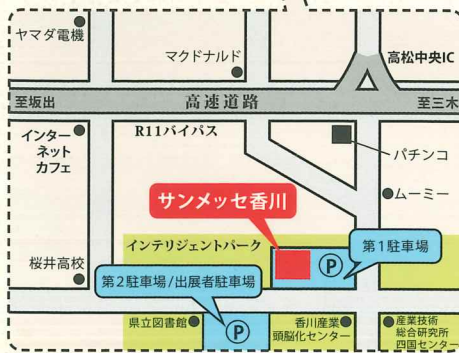 ヤマダ電機
マクドナルド
高松中央IC
至坂出
高速道路
至三木
インター
ネット
カフェ
R11バイパス
パチンコ
ムーミー
サンメッセ香川
インテリジェントパーク
第1駐車場
P
桜井高校
第2駐車場/出展者駐車場
県立図書館
P
香川産業
頭脳化センター
産業技術
総合研究所
四国センター